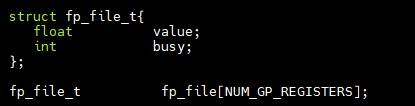 struct fp_file_t{
float value;
int busy;
};
fp_file_t fp_file[NUM_GP_REGISTERS];